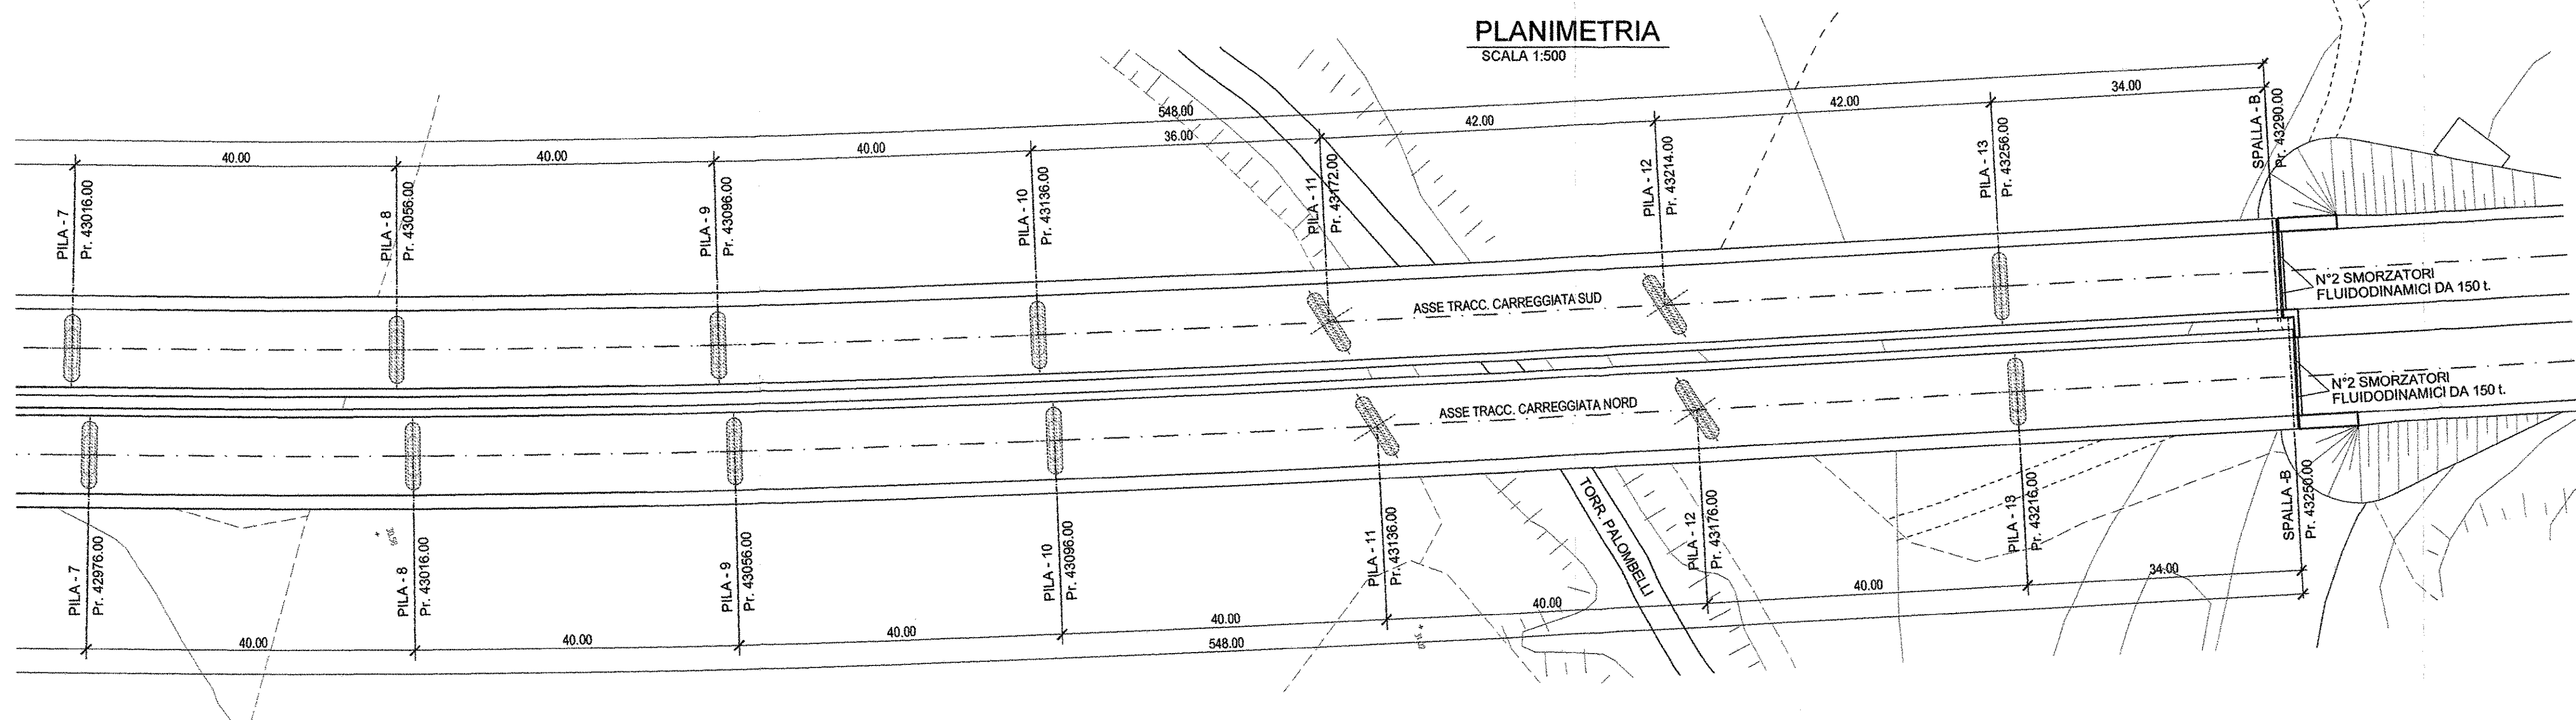 PLANIMETRIA
SCALA 1:500
548.00
40.00
40.00
40.00
36.00
42.00
42.00
34.00
PILA - 7
Pr. 43016.00
PILA - 8
Pr. 43056.00
PILA - 9
Pr. 43096.00
PILA - 10
Pr. 43136.00
PILA - 11
Pr. 43172.00
PILA - 12
Pr. 43214.00
PILA - 13
Pr. 43256.00
SPALLA - B
Pr. 43290.00
ASSE TRACC. CARREGGIATA SUD
N°2 SMORZATORI
FLUIDODINAMICI DA 150 t.
ASSE TRACC. CARREGGIATA NORD
N°2 SMORZATORI
FLUIDODINAMICI DA 150 t.
TORR. PALOMBELLI
PILA - 7
Pr. 42976.00
PILA - 8
Pr. 43016.00
PILA - 9
Pr. 43056.00
PILA - 10
Pr. 43096.00
PILA - 11
Pr. 43136.00
PILA - 12
Pr. 43176.00
PILA - 13
Pr. 43216.00
SPALLA -B
Pr. 43250.00
40.00
40.00
40.00
40.00
40.00
40.00
34.00
548.00